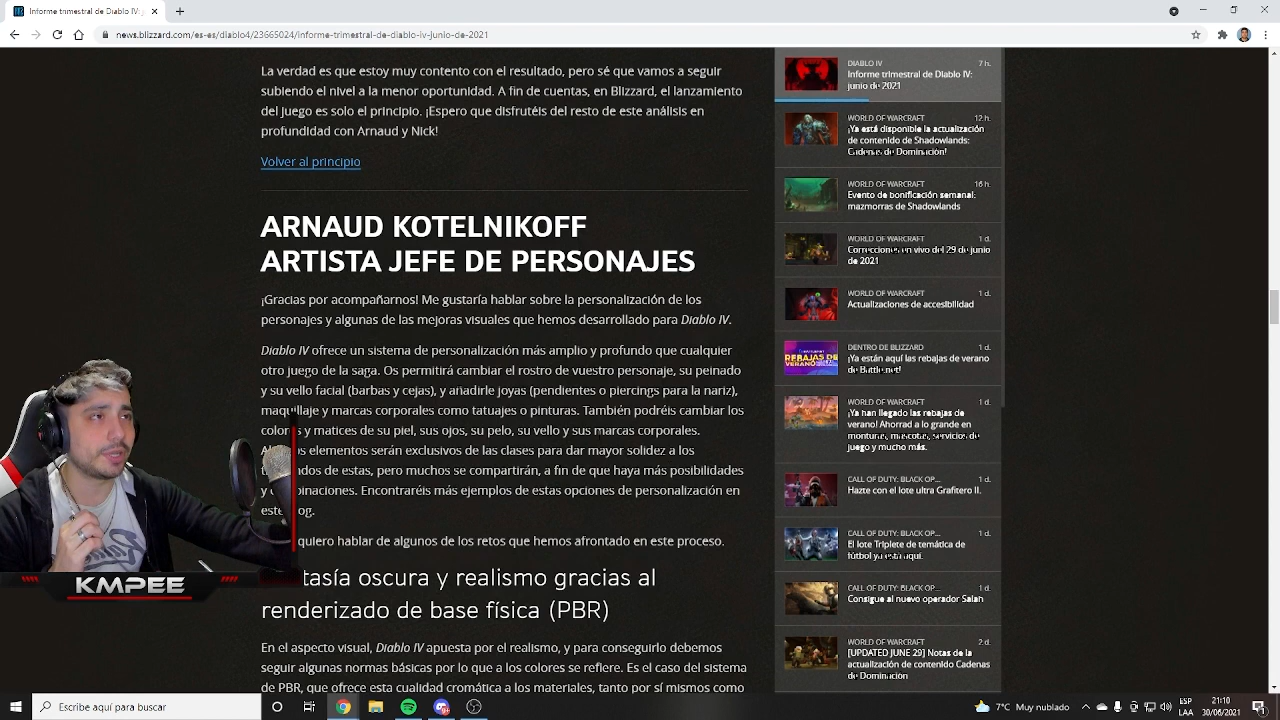 Informe trimestral de Diablo IV:
news.blizzard.com/es-es/diablo4/23665024/informe-trimestral-de-diablo-iv-junio-de-2021
La verdad es que estoy muy contento con el resultado, pero sé que vamos a seguir
subiendo el nivel a la menor oportunidad. A fin de cuentas, en Blizzard, el lanzamiento
del juego es solo el principio. ¡Espero que disfrutéis del resto de este análisis en
profundidad con Arnaud y Nick!
Volver al principio
ARNAUD KOTELNIKOFF
ARTISTA JEFE DE PERSONAJES
¡Gracias por acompañarnos! Me gustaría hablar sobre la personalización de los
personajes y algunas de las mejoras visuales que hemos desarrollado para Diablo IV.
Diablo IV ofrece un sistema de personalización más amplio y profundo que cualquier
otro juego de la saga. Os permitirá cambiar el rostro de vuestro personaje, su peinado
y su vello facial (barbas y cejas), y añadirle joyas (pendientes o piercings para la nariz),
maquillaje y marcas corporales como tatuajes o pinturas. También podréis cambiar los
colores y matices de su piel, sus ojos, su pelo, su vello y sus marcas corporales.
elementos serán exclusivos de las clases para dar mayor solidez a los
de estas, pero muchos se compartirán, a fin de que haya más posibilidades
y Encontraréis más ejemplos de estas opciones de personalización en
este
quiero hablar de algunos de los retos que hemos afrontado en este proceso.
tasía oscura y realismo gracias al
renderizado de base física (PBR)
En el aspecto visual, Diablo IV apuesta por el realismo, y para conseguirlo debemos
seguir algunas normas básicas por lo que a los colores se refiere. Es el caso del sistema
de PBR, que ofrece esta cualidad cromática a los materiales, tanto por sí mismos como
DIABLO IV 7 h.
Informe trimestral de Diablo IV:
junio de 2021
WORLD OF WARCRAFT 12 h.
¡Ya está disponible la actualización
de contenido de Shadowlands:
Cadenas de Dominación!
WORLD OF WARCRAFT 16 h.
Evento de bonificación semanal:
mazmorras de Shadowlands
WORLD OF WARCRAFT 1 d.
Correcciones en vivo del 29 de junio
de 2021
WORLD OF WARCRAFT 1 d.
Actualizaciones de accesibilidad
REBAJAS DE
VERANO
DENTRO DE BLIZZARD 1 d.
¡Ya están aquí las rebajas de verano
de Battle.net!
WORLD OF WARCRAFT 1 d.
¡Ya han llegado las rebajas de
verano! Ahorrad a lo grande en
monturas, mascotas, servicios de
juego y mucho más.
CALL OF DUTY: BLACK OP... 1 d.
Hazte con el lote ultra Grafitero II.
CALL OF DUTY: BLACK OP... 1 d.
El lote Triplete de temática de
fútbol ya está aquí.
CALL OF DUTY: BLACK OP... 1 d.
Consigue al nuevo operador Salah
WORLD OF WARCRAFT 2 d.
[UPDATED JUNE 29] Notas de la
actualización de contenido Cadenas
de Dominación
KMPEE
Escribe aquí para buscar
7°C Muy nublado
ESP
LAA
21:10
30/06/2021